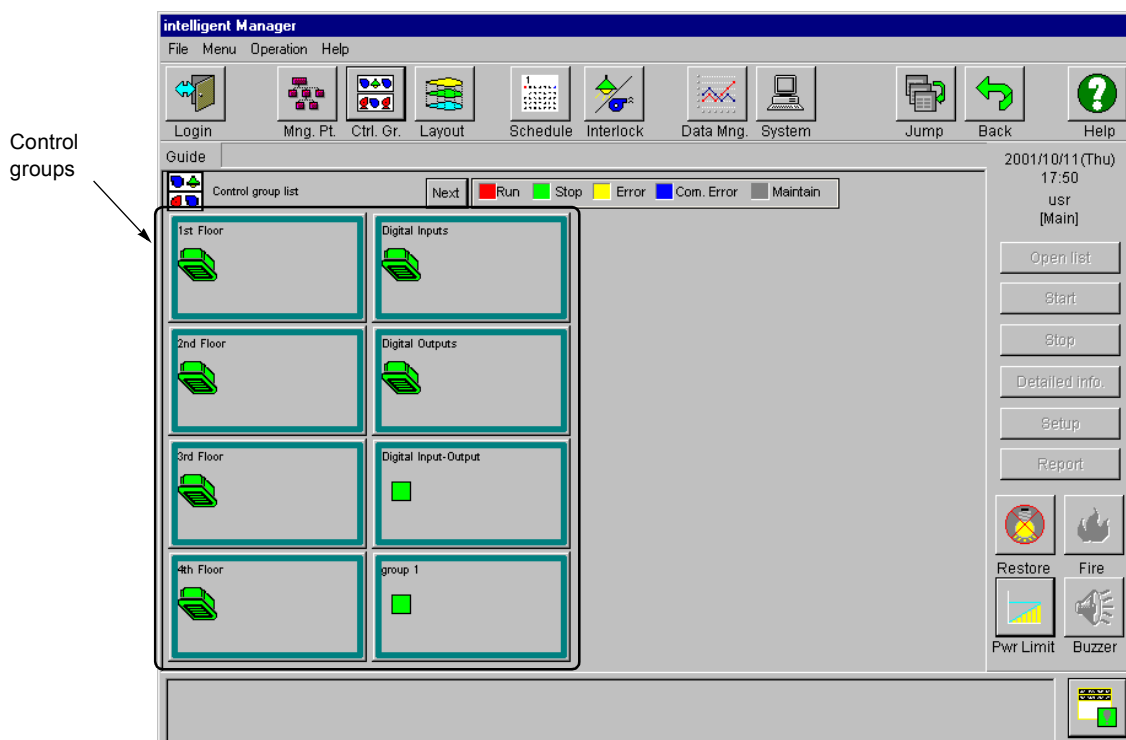 intelligent Manager
File Menu Operation Help
Login Mng. Pt. Ctrl. Gr. Layout Schedule Interlock Data Mng. System Jump Back Help
Control
groups
Guide
Control group list Next Run Stop Error Com. Error Maintain
2001/10/11(Thu)
17:50
usr
[Main]
1st Floor Digital Inputs
2nd Floor Digital Outputs
3rd Floor Digital Input-Output
4th Floor group 1
Open list
Start
Stop
Detailed info.
Setup
Report
Restore Fire
Pwr Limit Buzzer